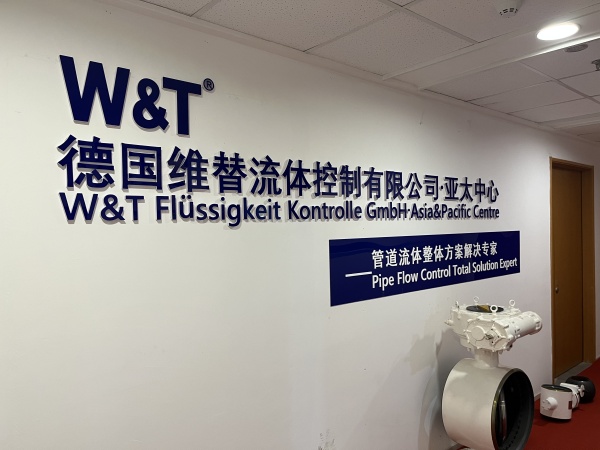 W&T®
德国维替流体控制有限公司·亚太中心
W&T Flüssigkeit Kontrolle GmbH·Asia&Pacific Centre
——管道流体整体方案解决专家
Pipe Flow Control Total Solution Expert